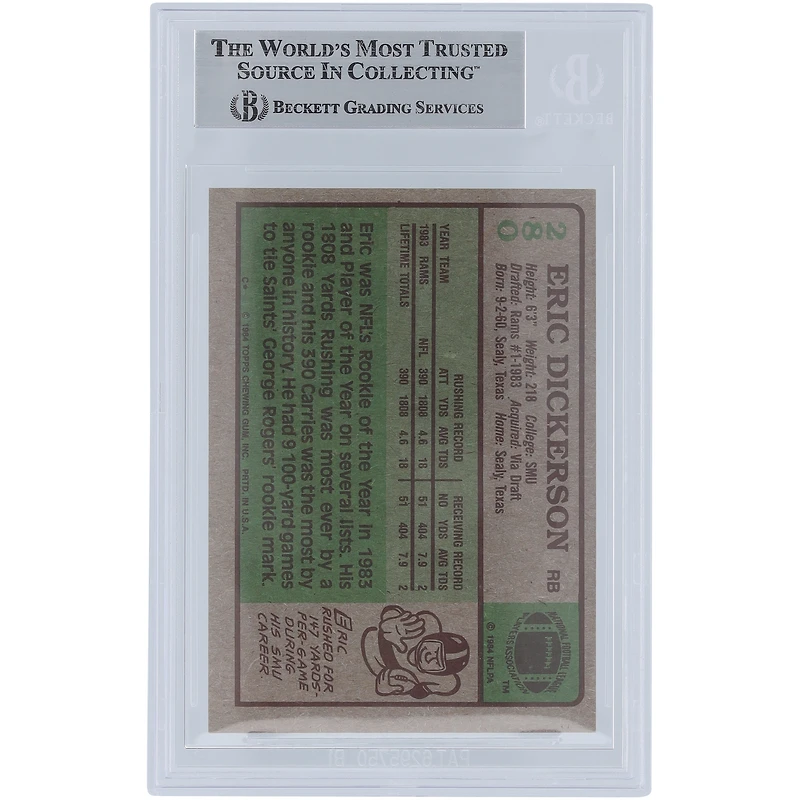 THE WORLD'S MOST TRUSTED
SOURCE IN COLLECTING™
B BECKETT GRADING SERVICES
B
BECKETT
280
ERIC DICKERSON RB
Height: 6'3" Weight: 218 College: SMU
Drafted: Rams #1-1983 Acquired: Via Draft
Born: 9-2-60, Sealy, Texas Home: Sealy, Texas
NATIONAL FOOTBALL LEAGUE
PLAYERS ASSOCIATION
TM
© 1984 NFLPA
RUSHING RECORD RECEIVING RECORD
YEAR TEAM ATT YDS AVG TDS NO YDS AVG TDS
1983 RAMS NFL 390 1808 4.6 18 51 404 7.9 2
LIFETIME TOTALS 390 1808 4.6 18 51 404 7.9 2
Eric was NFL's Rookie of the Year in 1983
and Player of the Year on several lists. His
1808 Yards Rushing was most ever by a
rookie and his 390 Carries was the most by
anyone in history. He had 9 100-yard games
to tie Saints' George Rogers' rookie mark.
ERIC
RUSHED FOR
147 YARDS-
PER-GAME
DURING
HIS SMU
CAREER.
C* © 1984 TOPPS CHEWING GUM, INC. PRTD. IN U.S.A.